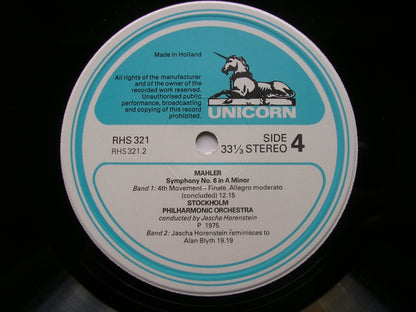 Made in Holland
All rights of the manufacturer
and of the owner of the
recorded work reserved.
Unauthorised public
performance, broadcasting
and copying of this record
prohibited.
UNICORN
RHS 321
RHS 321.2
33⅓
SIDE
STEREO
4
MAHLER
Symphony No. 6 in A Minor
Band 1: 4th Movement – Finale. Allegro moderato
(concluded) 12.15
STOCKHOLM
PHILHARMONIC ORCHESTRA
conducted by Jascha Horenstein
P 1975
Band 2: Jascha Horenstein reminisces to
Alan Blyth 19.19